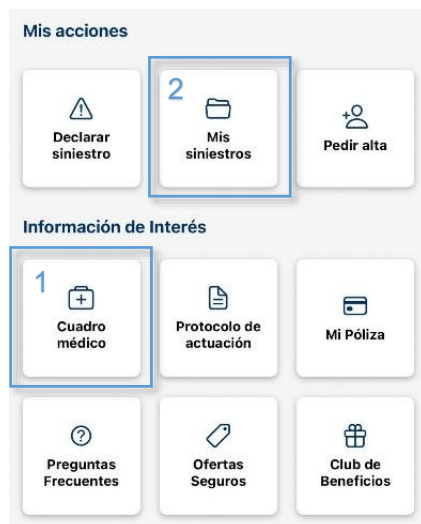 Mis acciones
2
Declarar
siniestro
Mis
siniestros
Pedir alta
Información de Interés
1
Cuadro
médico
Protocolo de
actuación
Mi Póliza
Preguntas
Frecuentes
Ofertas
Seguros
Club de
Beneficios